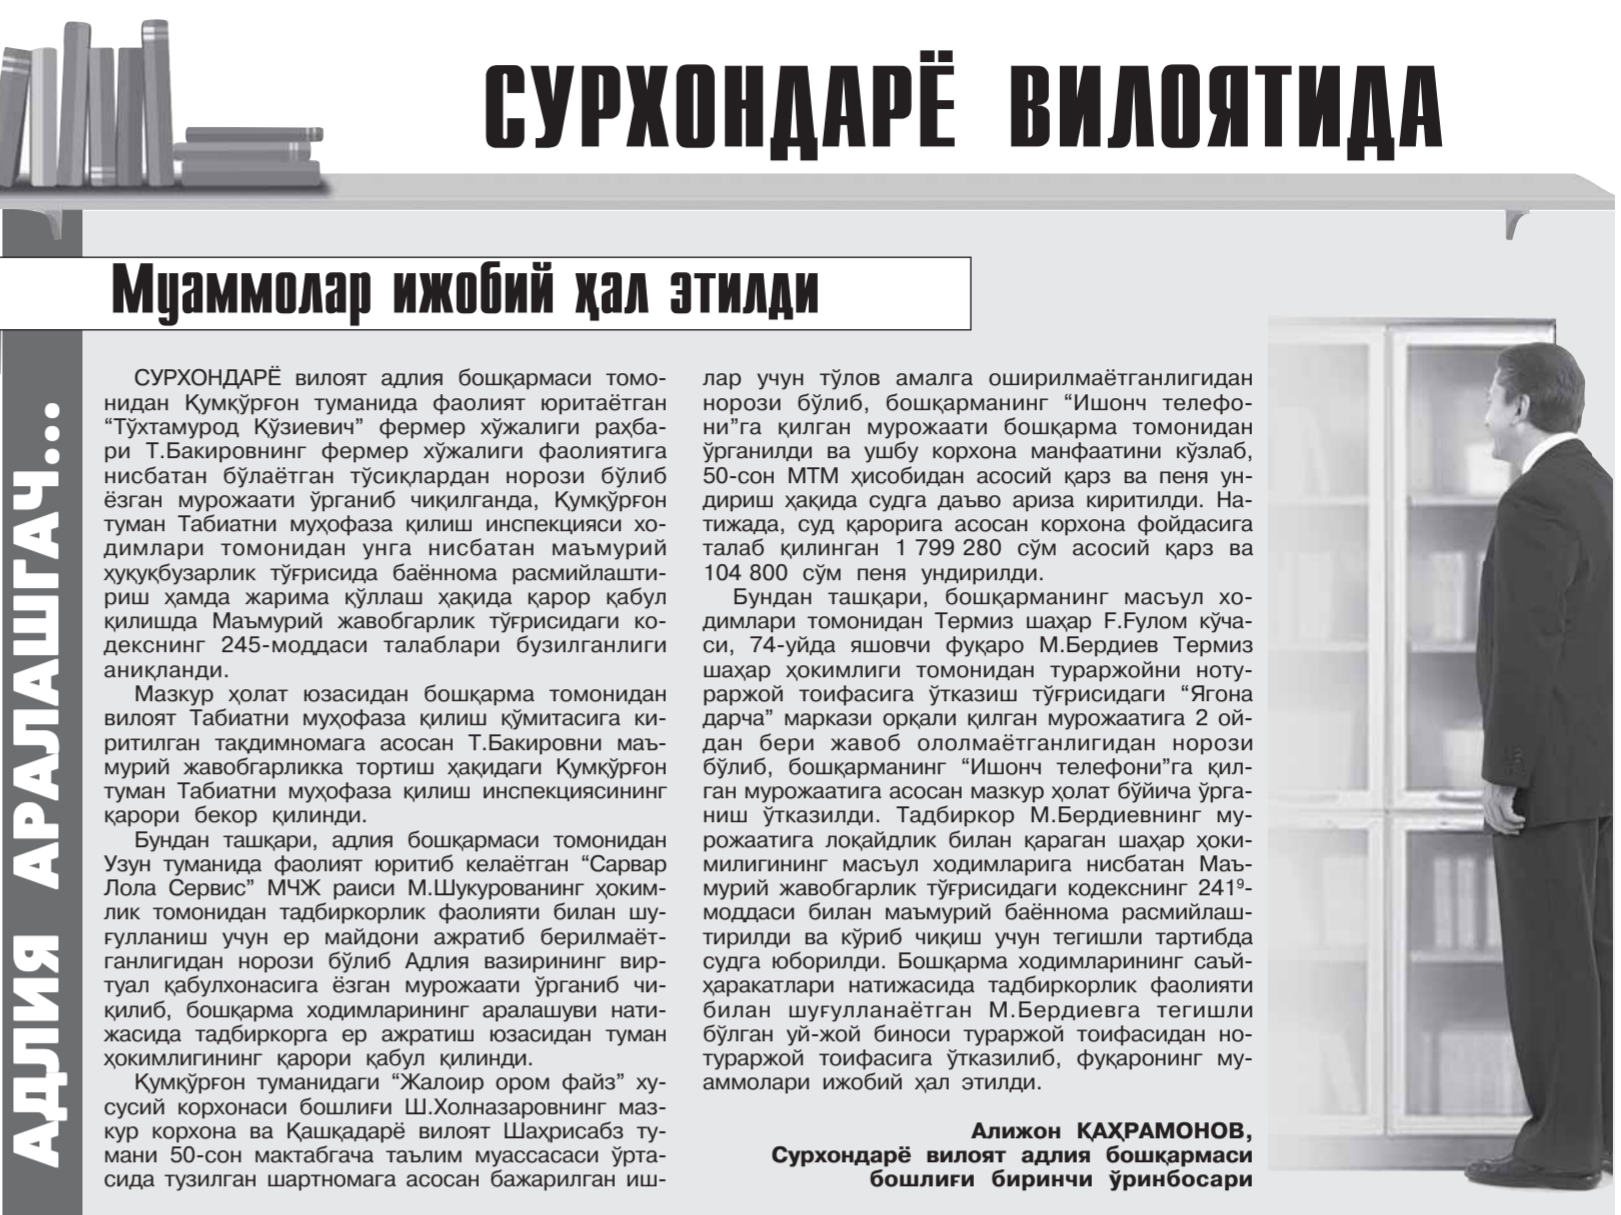 СУРХОНДАРЁ ВИЛОЯТИДА
АДЛИЯ АРАЛАШГАЧ...
Муаммолар ижобий ҳал этилди
СУРХОНДАРЁ вилоят адлия бошқармаси томо-
нидан Қумқўрғон туманида фаолият юритаётган
“Тўхтамурод Қўзиевич” фермер хўжалиги раҳба-
ри Т.Бакировнинг фермер хўжалиги фаолиятига
нисбатан бўлаётган тўсиқлардан норози бўлиб
ёзган мурожаати ўрганиб чиқилганда, Қумқўрғон
туман Табиатни муҳофаза қилиш инспекцияси хо-
димлари томонидан унга нисбатан маъмурий
ҳуқуқбузарлик тўғрисида баённома расмийлашти-
риш ҳамда жарима қўллаш ҳақида қарор қабул
қилишда Маъмурий жавобгарлик тўғрисидаги ко-
декснинг 245-моддаси талаблари бузилганлиги
аниқланди.
Мазкур ҳолат юзасидан бошқарма томонидан
вилоят Табиатни муҳофаза қилиш қўмитасига ки-
ритилган тақдимномага асосан Т.Бакировни маъ-
мурий жавобгарликка тортиш ҳақидаги Қумқўрғон
туман Табиатни муҳофаза қилиш инспекциясининг
қарори бекор қилинди.
Бундан ташқари, адлия бошқармаси томонидан
Узун туманида фаолият юритиб келаётган “Сарвар
Лола Сервис” МЧЖ раиси М.Шукурованинг ҳоким-
лик томонидан тадбиркорлик фаолияти билан шу-
ғулланиш учун ер майдони ажратиб берилмаёт-
ганлигидан норози бўлиб Адлия вазирининг вир-
туал қабулхонасига ёзган мурожаати ўрганиб чи-
қилиб, бошқарма ходимларининг аралашуви нати-
жасида тадбиркорга ер ажратиш юзасидан туман
ҳокимлигининг қарори қабул қилинди.
Қумқўрғон туманидаги “Жалоир ором файз” ху-
сусий корхонаси бошлиғи Ш.Холназаровнинг маз-
кур корхона ва Қашқадарё вилоят Шаҳрисабз ту-
мани 50-сон мактабгача таълим муассасаси ўрта-
сида тузилган шартномага асосан бажарилган иш-
лар учун тўлов амалга оширилмаётганлигидан
норози бўлиб, бошқарманинг “Ишонч телефо-
ни”га қилган мурожаати бошқарма томонидан
ўрганилди ва ушбу корхона манфаатини кўзлаб,
50-сон МТМ ҳисобидан асосий қарз ва пеня ун-
дириш ҳақида судга даъво ариза киритилди. На-
тижада, суд қарорига асосан корхона фойдасига
талаб қилинган 1 799 280 сўм асосий қарз ва
104 800 сўм пеня ундирилди.
Бундан ташқари, бошқарманинг масъул хо-
димлари томонидан Термиз шаҳар Ғ.Ғулом кўча-
си, 74-уйда яшовчи фуқаро М.Бердиев Термиз
шаҳар ҳокимлиги томонидан тураржойни ноту-
раржой тоифасига ўтказиш тўғрисидаги “Ягона
дарча” маркази орқали қилган мурожаатига 2 ой-
дан бери жавоб ололмаётганлигидан норози
бўлиб, бошқарманинг “Ишонч телефони”га қил-
ган мурожаатига асосан мазкур ҳолат бўйича ўрга-
ниш ўтказилди. Тадбиркор М.Бердиевнинг му-
рожаатига лоқайдлик билан қараган шаҳар ҳоки-
милигининг масъул ходимларига нисбатан Маъ-
мурий жавобгарлик тўғрисидаги кодекснинг 241⁹-
моддаси билан маъмурий баённома расмийлаш-
тирилди ва кўриб чиқиш учун тегишли тартибда
судга юборилди. Бошқарма ходимларининг саъй-
ҳаракатлари натижасида тадбиркорлик фаолияти
билан шуғулланаётган М.Бердиевга тегишли
бўлган уй-жой биноси тураржой тоифасидан но-
тураржой тоифасига ўтказилиб, фуқаронинг му-
аммолари ижобий ҳал этилди.
Алижон ҚАҲРАМОНОВ,
Сурхондарё вилоят адлия бошқармаси
бошлиғи биринчи ўринбосари